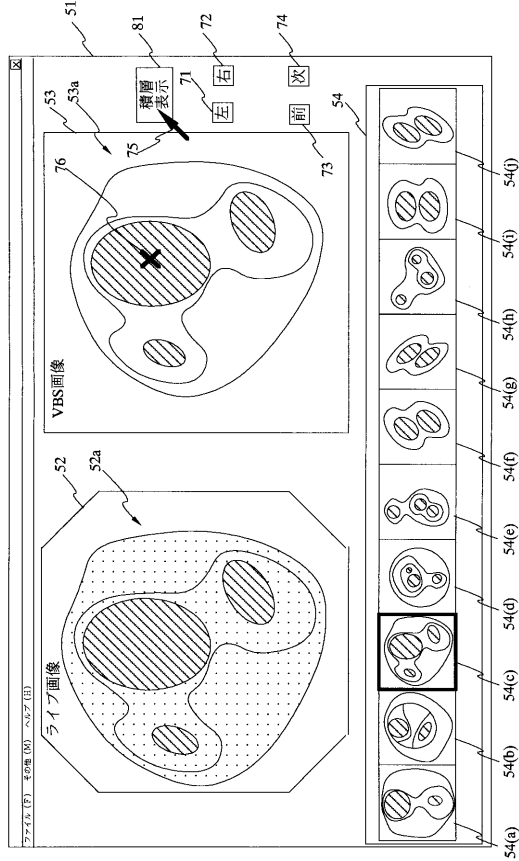 ファイル (F) その他 (M) ヘルプ (H)
ライブ画像
52
52a
VBS画像
76
53
53a
75
積層
表示
81
51
71
左
右
72
73
前
次
74
54
54(a)
54(b)
54(c)
54(d)
54(e)
54(f)
54(g)
54(h)
54(i)
54(j)